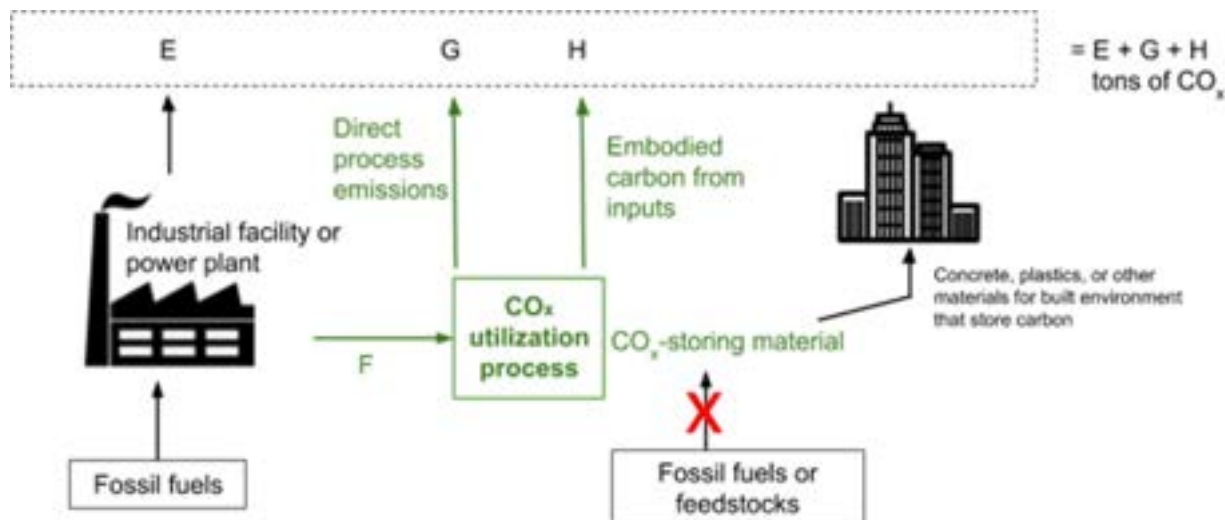 E
G
H
= E + G + H
tons of COx
Direct
process
emissions
Embodied
carbon from
inputs
Industrial facility or
power plant
Concrete, plastics, or other
materials for built environment
that store carbon
COx
utilization
process
COx-storing material
F
X
Fossil fuels
Fossil fuels or
feedstocks